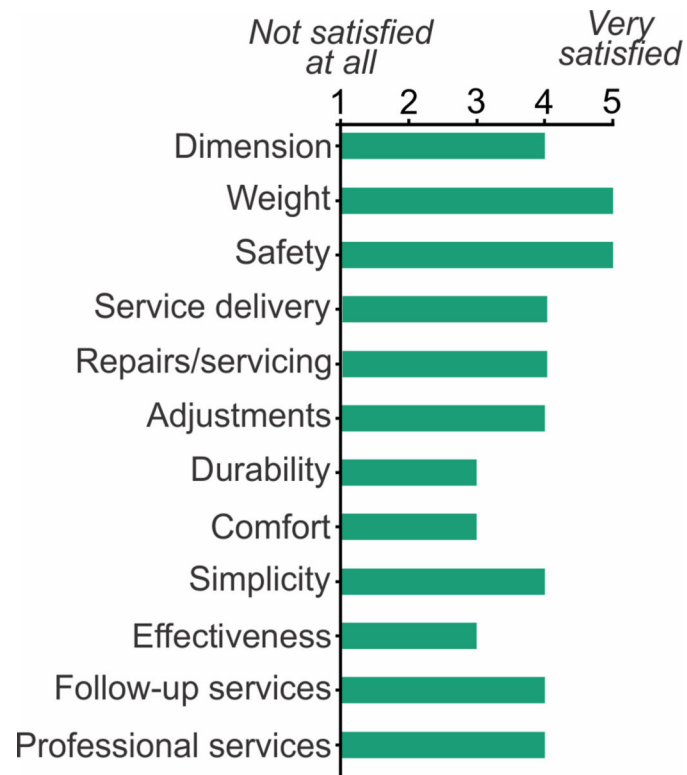 Not satisfied
at all
Very
satisfied
1 2 3 4 5
Dimension
Weight
Safety
Service delivery
Repairs/servicing
Adjustments
Durability
Comfort
Simplicity
Effectiveness
Follow-up services
Professional services